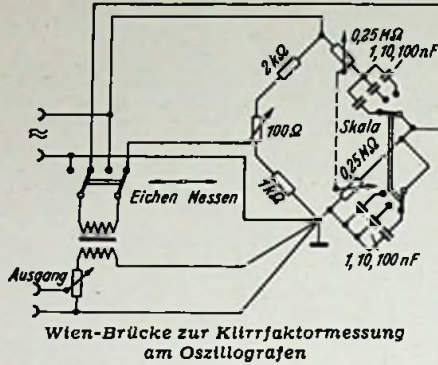 0,25 MΩ
1, 10, 100 nF
2 kΩ
100 Ω
Skala
≈
0,25 MΩ
Eichen Messen
1 kΩ
1, 10, 100 nF
Ausgang
Wien-Brücke zur Klirrfaktormessung
am Oszillografen